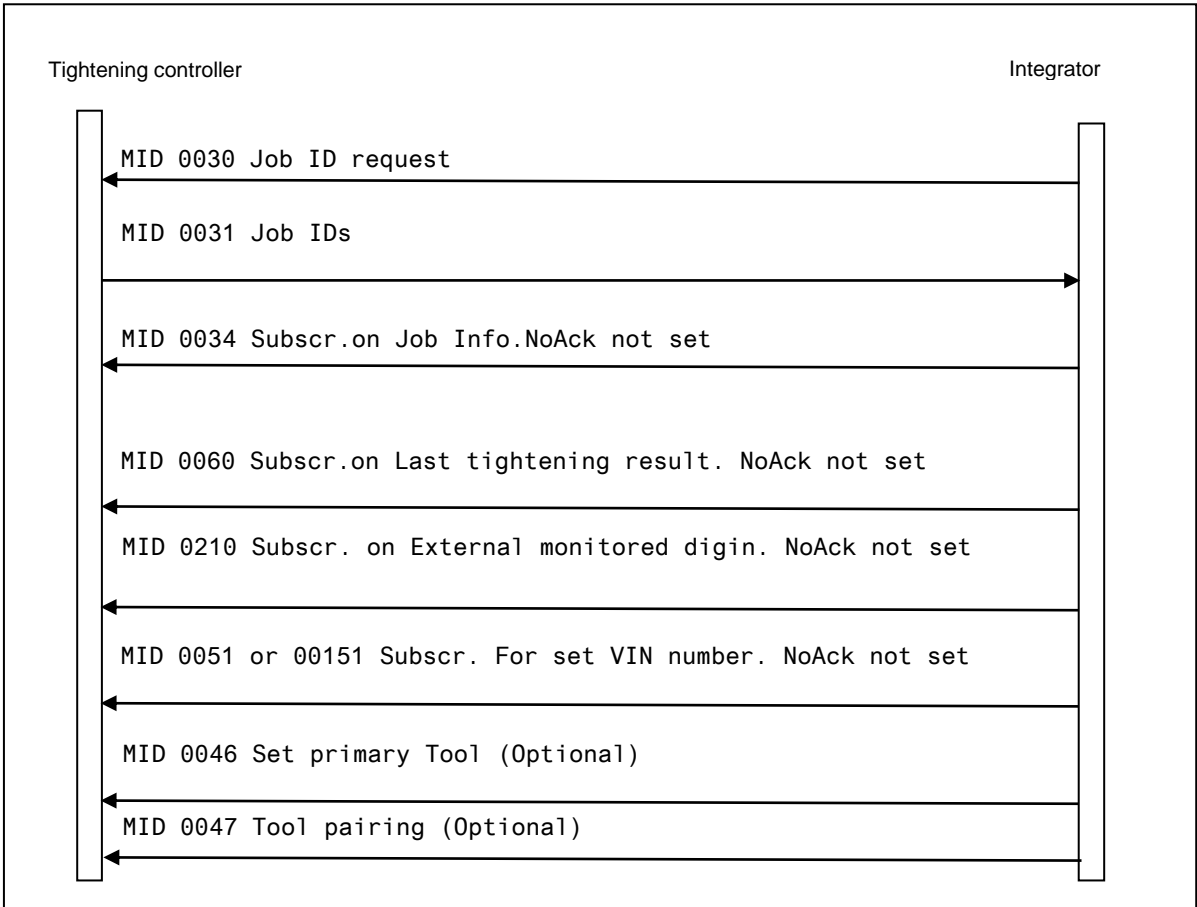 Tightening controller
Integrator
MID 0030 Job ID request
MID 0031 Job IDs
MID 0034 Subscr.on Job Info.NoAck not set
MID 0060 Subscr.on Last tightening result. NoAck not set
MID 0210 Subscr. on External monitored digin. NoAck not set
MID 0051 or 00151 Subscr. For set VIN number. NoAck not set
MID 0046 Set primary Tool (Optional)
MID 0047 Tool pairing (Optional)